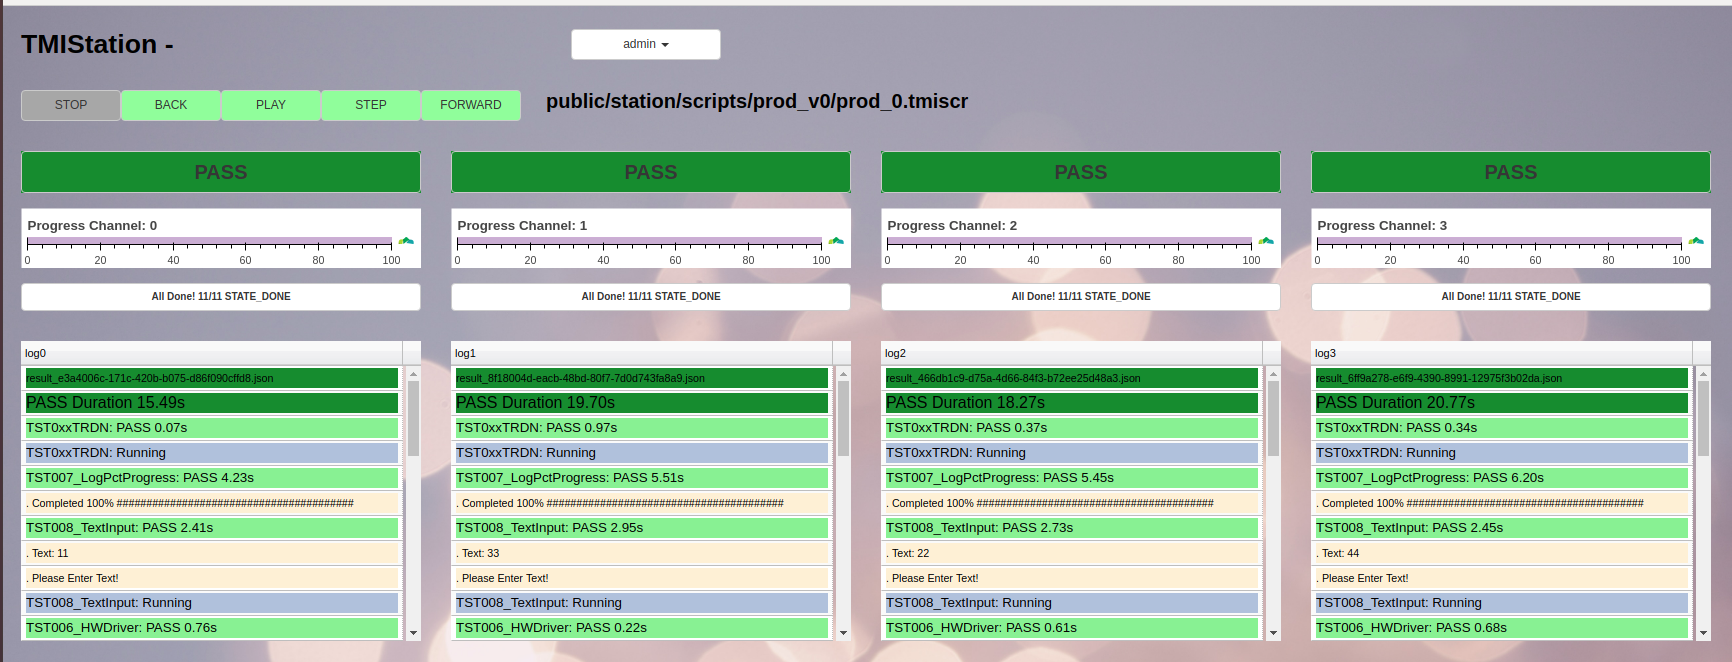 TMIStation -
admin
STOP BACK PLAY STEP FORWARD
public/station/scripts/prod_v0/prod_0.tmiscr
PASS
Progress Channel: 0
0 20 40 60 80 100
All Done! 11/11 STATE_DONE
log0
result_e3a4006c-171c-420b-b075-d86f090cffd8.json
PASS Duration 15.49s
TST0xxTRDN: PASS 0.07s
TST0xxTRDN: Running
TST007_LogPctProgress: PASS 4.23s
. Completed 100% ########################################
TST008_TextInput: PASS 2.41s
. Text: 11
. Please Enter Text!
TST008_TextInput: Running
TST006_HWDriver: PASS 0.76s
PASS
Progress Channel: 1
0 20 40 60 80 100
All Done! 11/11 STATE_DONE
log1
result_8f18004d-eacb-48bd-80f7-7d0d743fa8a9.json
PASS Duration 19.70s
TST0xxTRDN: PASS 0.97s
TST0xxTRDN: Running
TST007_LogPctProgress: PASS 5.51s
. Completed 100% ########################################
TST008_TextInput: PASS 2.95s
. Text: 33
. Please Enter Text!
TST008_TextInput: Running
TST006_HWDriver: PASS 0.22s
PASS
Progress Channel: 2
0 20 40 60 80 100
All Done! 11/11 STATE_DONE
log2
result_466db1c9-d75a-4d66-84f3-b72ee25d48a3.json
PASS Duration 18.27s
TST0xxTRDN: PASS 0.37s
TST0xxTRDN: Running
TST007_LogPctProgress: PASS 5.45s
. Completed 100% ########################################
TST008_TextInput: PASS 2.73s
. Text: 22
. Please Enter Text!
TST008_TextInput: Running
TST006_HWDriver: PASS 0.61s
PASS
Progress Channel: 3
0 20 40 60 80 100
All Done! 11/11 STATE_DONE
log3
result_6ff9a278-e6f9-4390-8991-12975f3b02da.json
PASS Duration 20.77s
TST0xxTRDN: PASS 0.34s
TST0xxTRDN: Running
TST007_LogPctProgress: PASS 6.20s
. Completed 100% ########################################
TST008_TextInput: PASS 2.45s
. Text: 44
. Please Enter Text!
TST008_TextInput: Running
TST006_HWDriver: PASS 0.68s